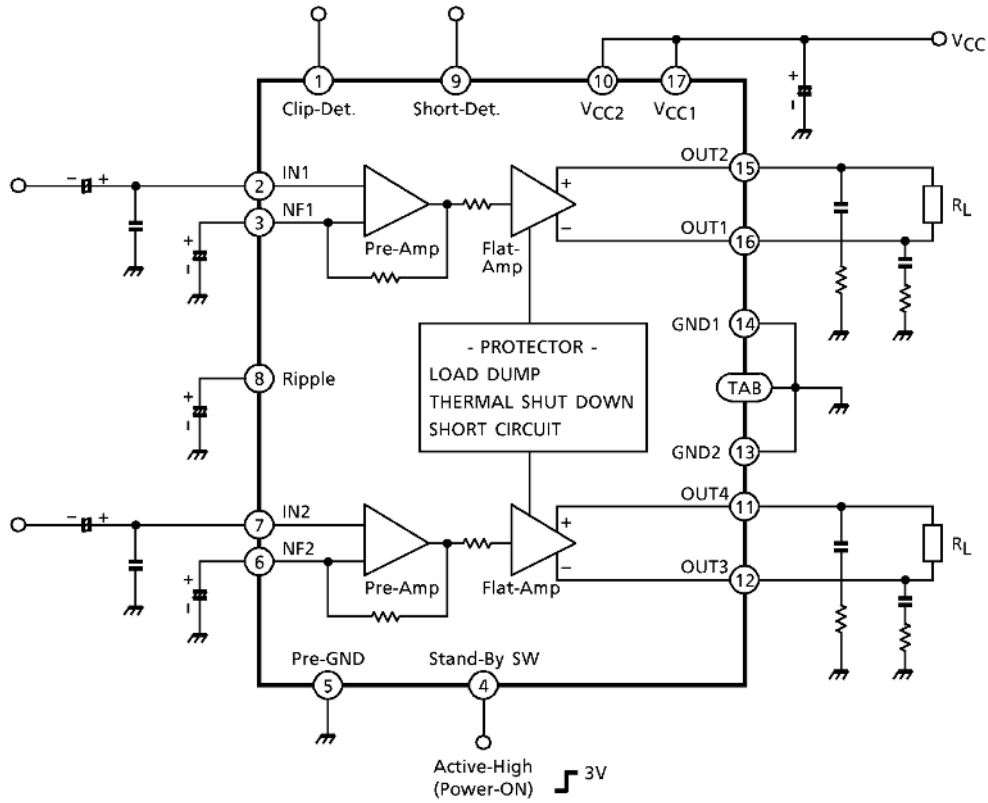 VCC
1
9
10
17
Clip-Det.
Short-Det.
VCC2
VCC1
- +
2
IN1
3
NF1
+
-
Pre-Amp
+
-
Flat-
Amp
OUT2
15
OUT1
16
RL
+
-
8
Ripple
+
-
- PROTECTOR -
LOAD DUMP
THERMAL SHUT DOWN
SHORT CIRCUIT
GND1
14
TAB
GND2
13
- +
7
IN2
6
NF2
+
-
Pre-Amp
+
-
Flat-Amp
OUT4
11
OUT3
12
RL
Pre-GND
5
Stand-By SW
4
Active-High
(Power-ON)
3V